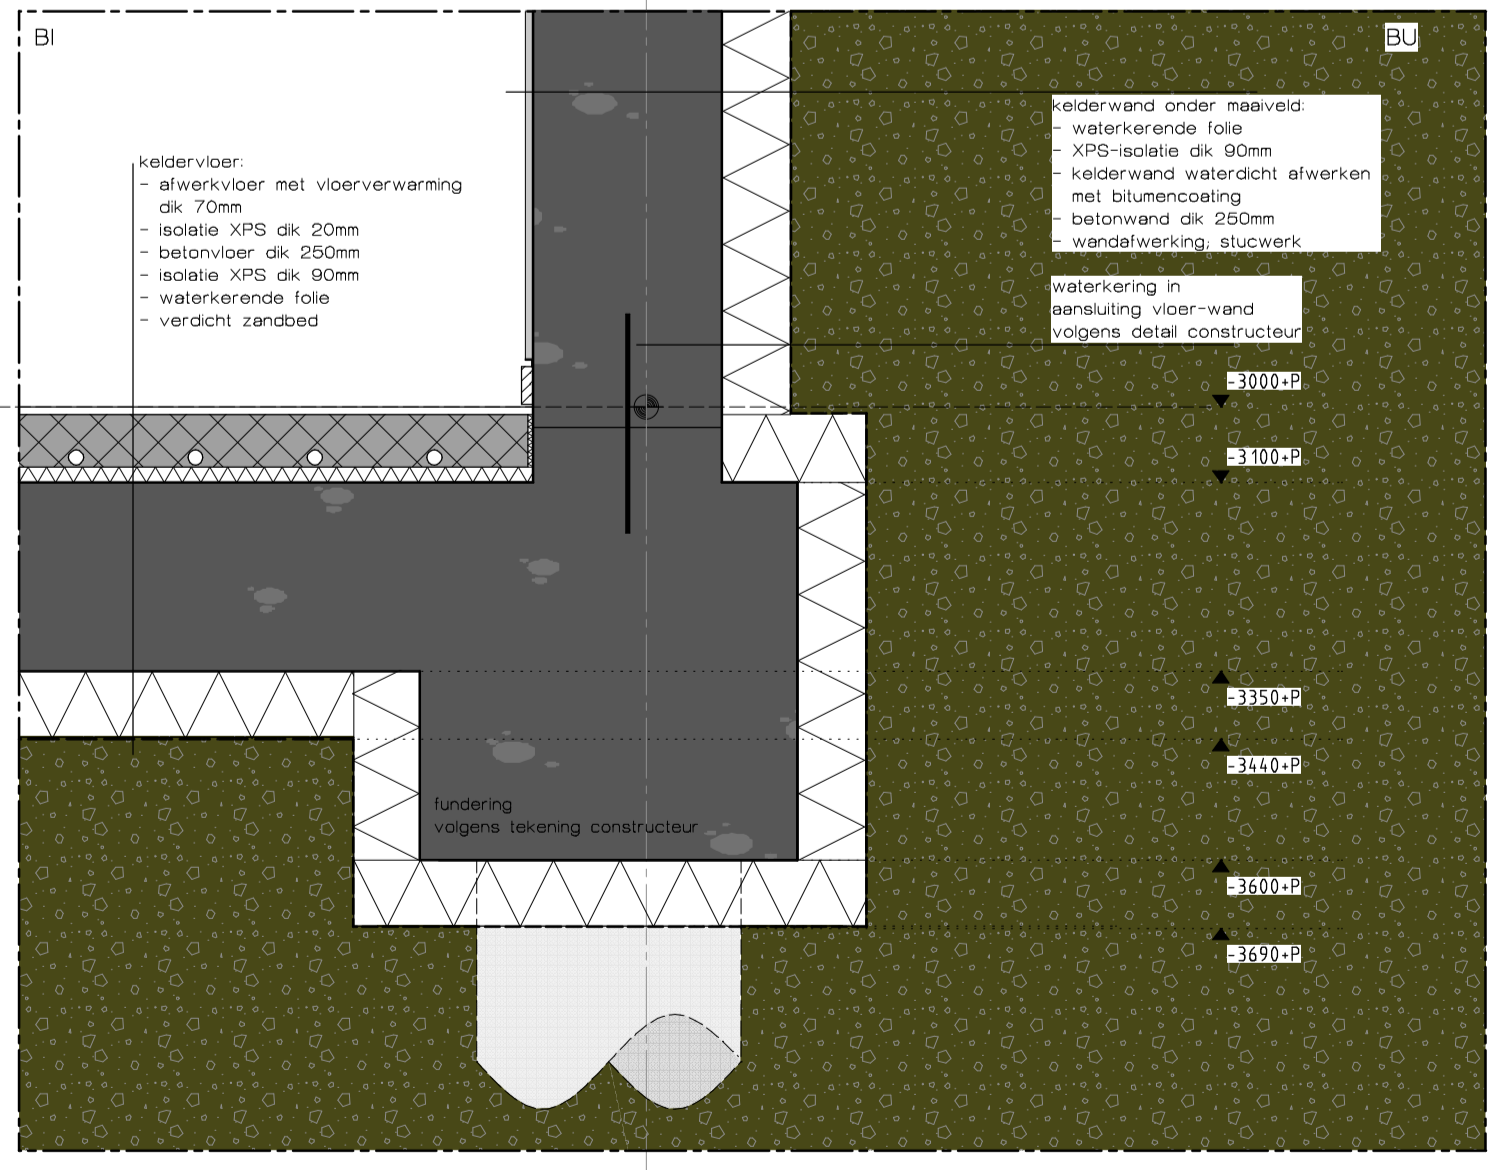 BI
BU
keldervloer:
- afwerkvloer met vloerverwarming
dik 70mm
- isolatie XPS dik 20mm
- betonvloer dik 250mm
- isolatie XPS dik 90mm
- waterkerende folie
- verdicht zandbed
kelderwand onder maaiveld:
- waterkerende folie
- XPS-isolatie dik 90mm
- kelderwand waterdicht afwerken
met bitumencoating
- betonwand dik 250mm
- wandafwerking; stucwerk
waterkering in
aansluiting vloer-wand
volgens detail constructeur
-3000+P
-3100+P
-3350+P
-3440+P
-3600+P
-3690+P
fundering
volgens tekening constructeur